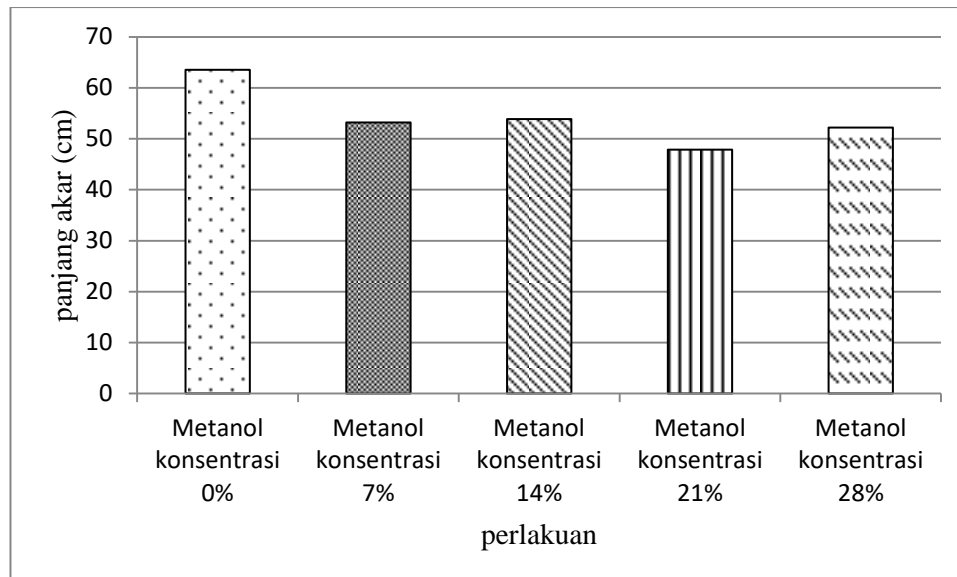 panjang akar (cm)
70
60
50
40
30
20
10
0
Metanol konsentrasi 0%
Metanol konsentrasi 7%
Metanol konsentrasi 14%
Metanol konsentrasi 21%
Metanol konsentrasi 28%
perlakuan